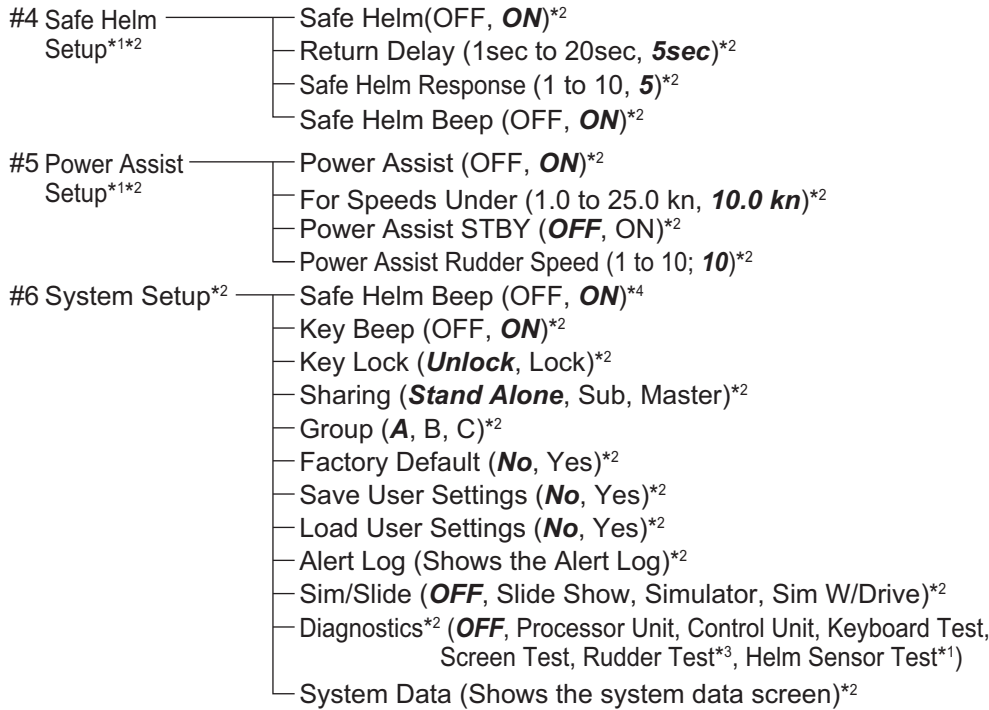 #4 Safe Helm Setup*1*2
Safe Helm(OFF, ON)*2
Return Delay (1sec to 20sec, 5sec)*2
Safe Helm Response (1 to 10, 5)*2
Safe Helm Beep (OFF, ON)*2
#5 Power Assist Setup*1*2
Power Assist (OFF, ON)*2
For Speeds Under (1.0 to 25.0 kn, 10.0 kn)*2
Power Assist STBY (OFF, ON)*2
Power Assist Rudder Speed (1 to 10; 10)*2
#6 System Setup*2
Safe Helm Beep (OFF, ON)*4
Key Beep (OFF, ON)*2
Key Lock (Unlock, Lock)*2
Sharing (Stand Alone, Sub, Master)*2
Group (A, B, C)*2
Factory Default (No, Yes)*2
Save User Settings (No, Yes)*2
Load User Settings (No, Yes)*2
Alert Log (Shows the Alert Log)*2
Sim/Slide (OFF, Slide Show, Simulator, Sim W/Drive)*2
Diagnostics*2 (OFF, Processor Unit, Control Unit, Keyboard Test,
Screen Test, Rudder Test*3, Helm Sensor Test*1)
System Data (Shows the system data screen)*2